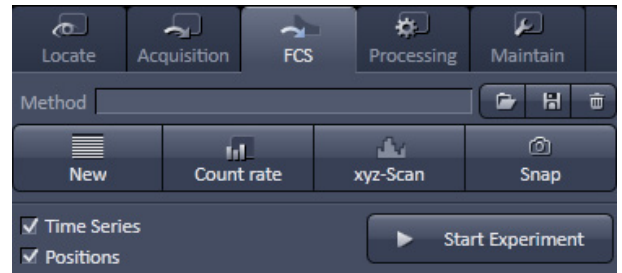 Locate Acquisition FCS Processing Maintain
Method
New Count rate xyz-Scan Snap
Time Series
Start Experiment
Positions